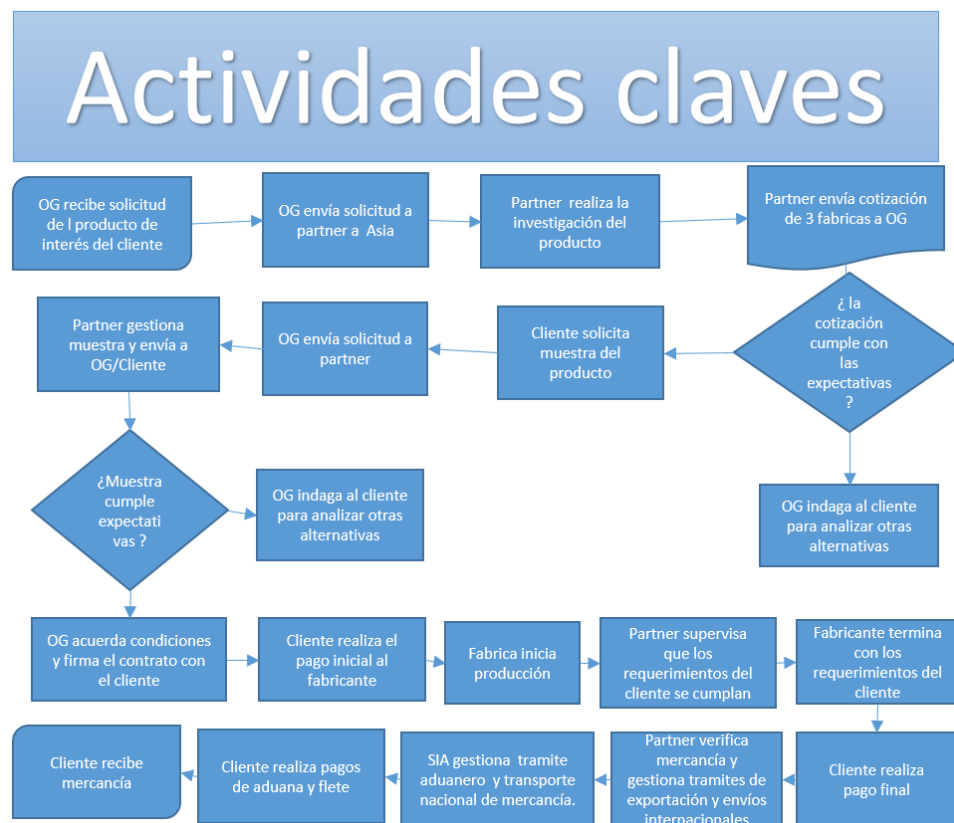 Actividades claves
OG recibe solicitud
de l producto de
interés del cliente
OG envía solicitud a
partner a Asia
Partner realiza la
investigación del
producto
Partner envía cotización
de 3 fabricas a OG
¿ la
cotización
cumple con
las
expectativas
?
Cliente solicita
muestra del
producto
OG envía solicitud a
partner
Partner gestiona
muestra y envía a
OG/Cliente
¿Muestra
cumple
expectati
vas ?
OG indaga al cliente
para analizar otras
alternativas
OG indaga al cliente
para analizar otras
alternativas
OG acuerda condiciones
y firma el contrato con
el cliente
Cliente realiza el
pago inicial al
fabricante
Fabrica inicia
producción
Partner supervisa
que los
requerimientos del
cliente se cumplan
Fabricante termina
con los
requerimientos del
cliente
Cliente realiza
pago final
Partner verifica
mercancía y
gestiona tramites de
exportación y envíos
internacionales
SIA gestiona tramite
aduanero y transporte
nacional de mercancía.
Cliente realiza pagos
de aduana y flete
Cliente recibe
mercancía